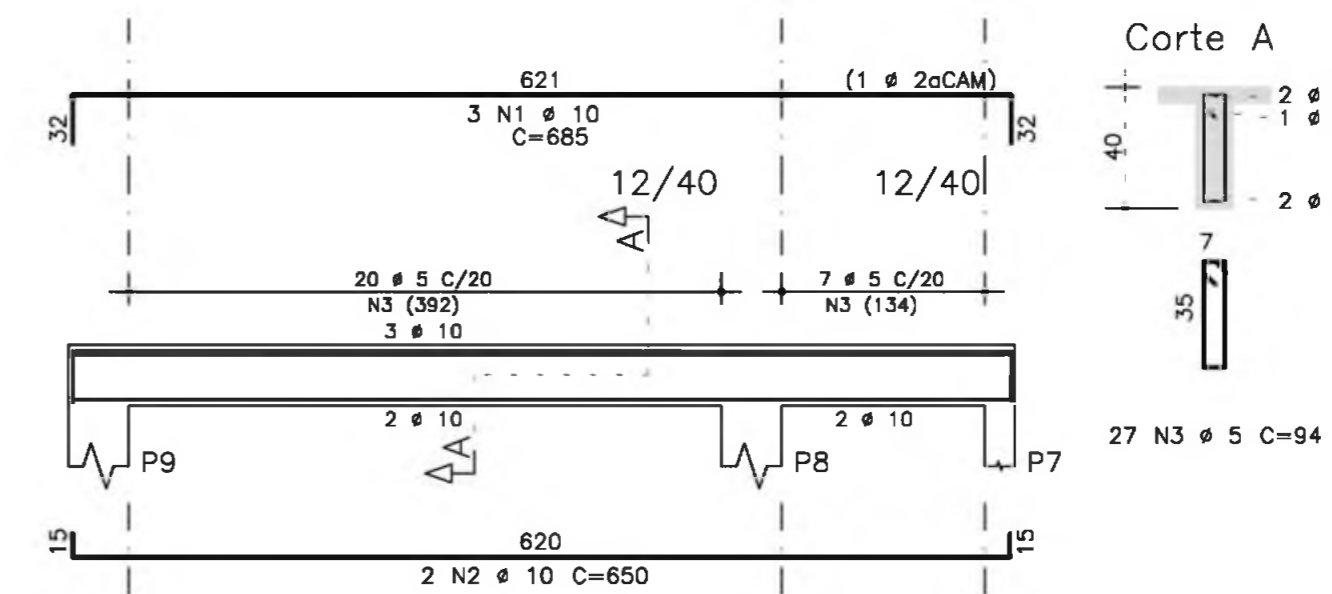 Corte A
621
(1 ø 2aCAM)
3 N1 ø 10
C=685
32
32
2 ø
1 ø
2 ø
40
12/40
12/40
A
20 ø 5 C/20
N3 (392)
7 ø 5 C/20
N3 (134)
7
35
3 ø 10
2 ø 10
2 ø 10
A
27 N3 ø 5 C=94
P9
P8
P7
15
620
15
2 N2 ø 10 C=650